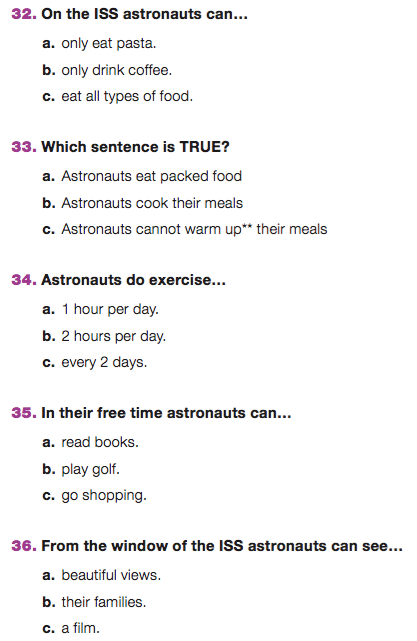 32. On the ISS astronauts can...
a. only eat pasta.
b. only drink coffee.
c. eat all types of food.
33. Which sentence is TRUE?
a. Astronauts eat packed food
b. Astronauts cook their meals
c. Astronauts cannot warm up** their meals
34. Astronauts do exercise...
a. 1 hour per day.
b. 2 hours per day.
c. every 2 days.
35. In their free time astronauts can...
a. read books.
b. play golf.
c. go shopping.
36. From the window of the ISS astronauts can see...
a. beautiful views.
b. their families.
c. a film.